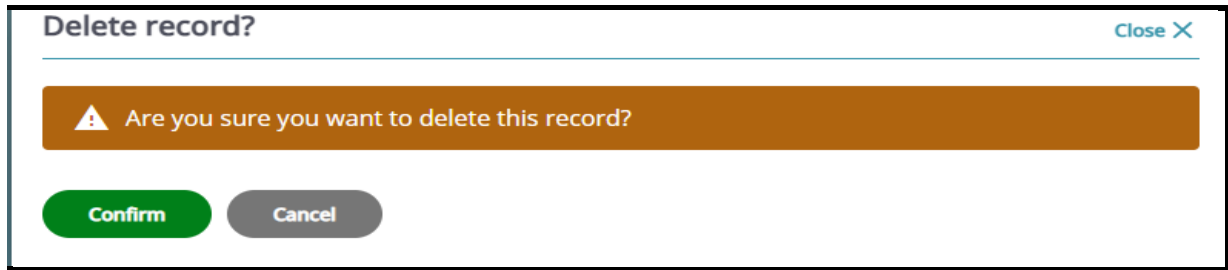 Delete record?
Close
Are you sure you want to delete this record?
Confirm
Cancel